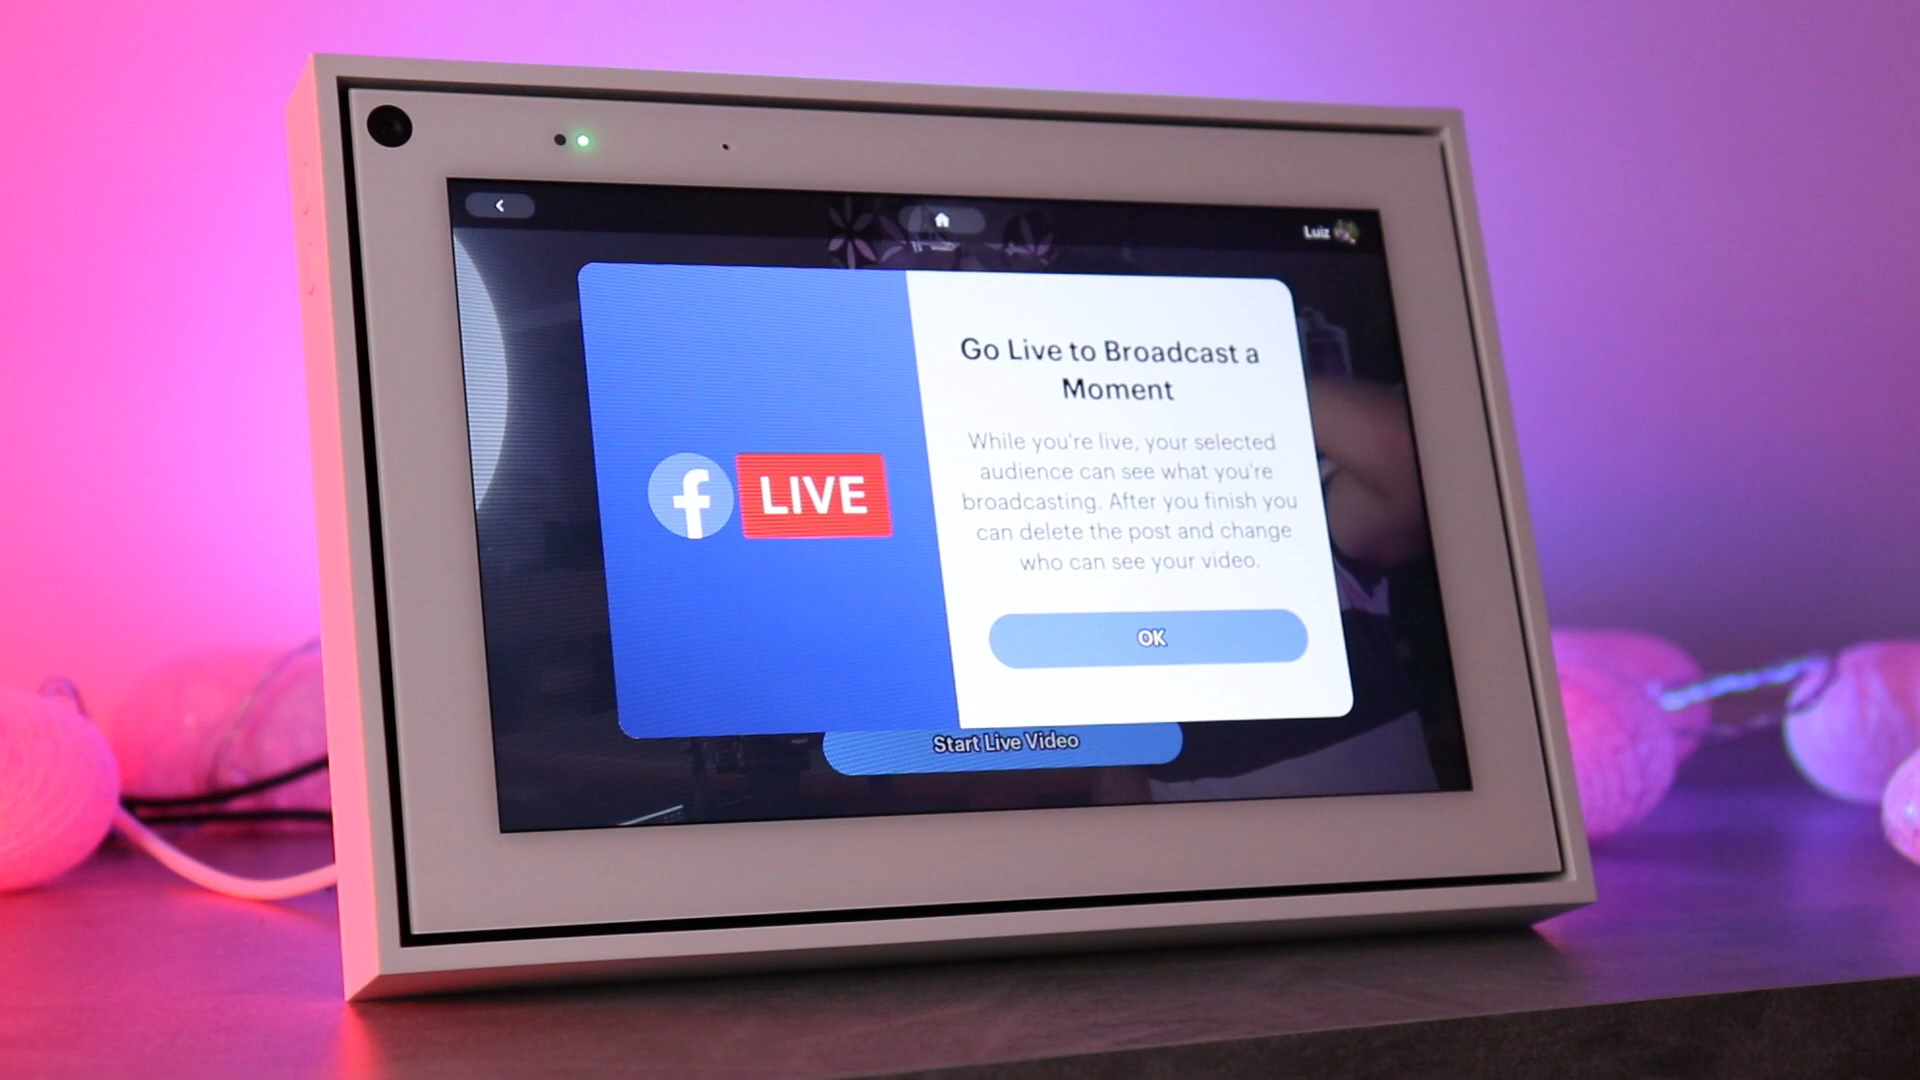 Luiz
Go Live to Broadcast a
Moment
While you're live, your selected
audience can see what you're
broadcasting. After you finish you
can delete the post and change
who can see your video.
f LIVE
OK
Start Live Video